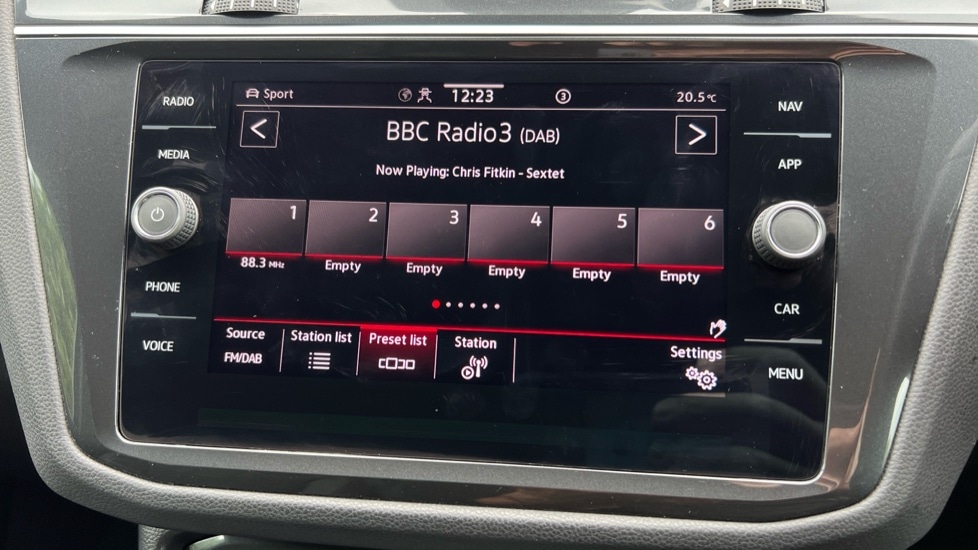 RADIO
MEDIA
PHONE
VOICE
Sport
12:23
3
20.5 °C
< BBC Radio3 (DAB) >
Now Playing: Chris Fitkin - Sextet
1 2 3 4 5 6
88.3 MHz Empty Empty Empty Empty Empty
Source Station list Preset list Station Settings
FM/DAB
NAV
APP
CAR
MENU